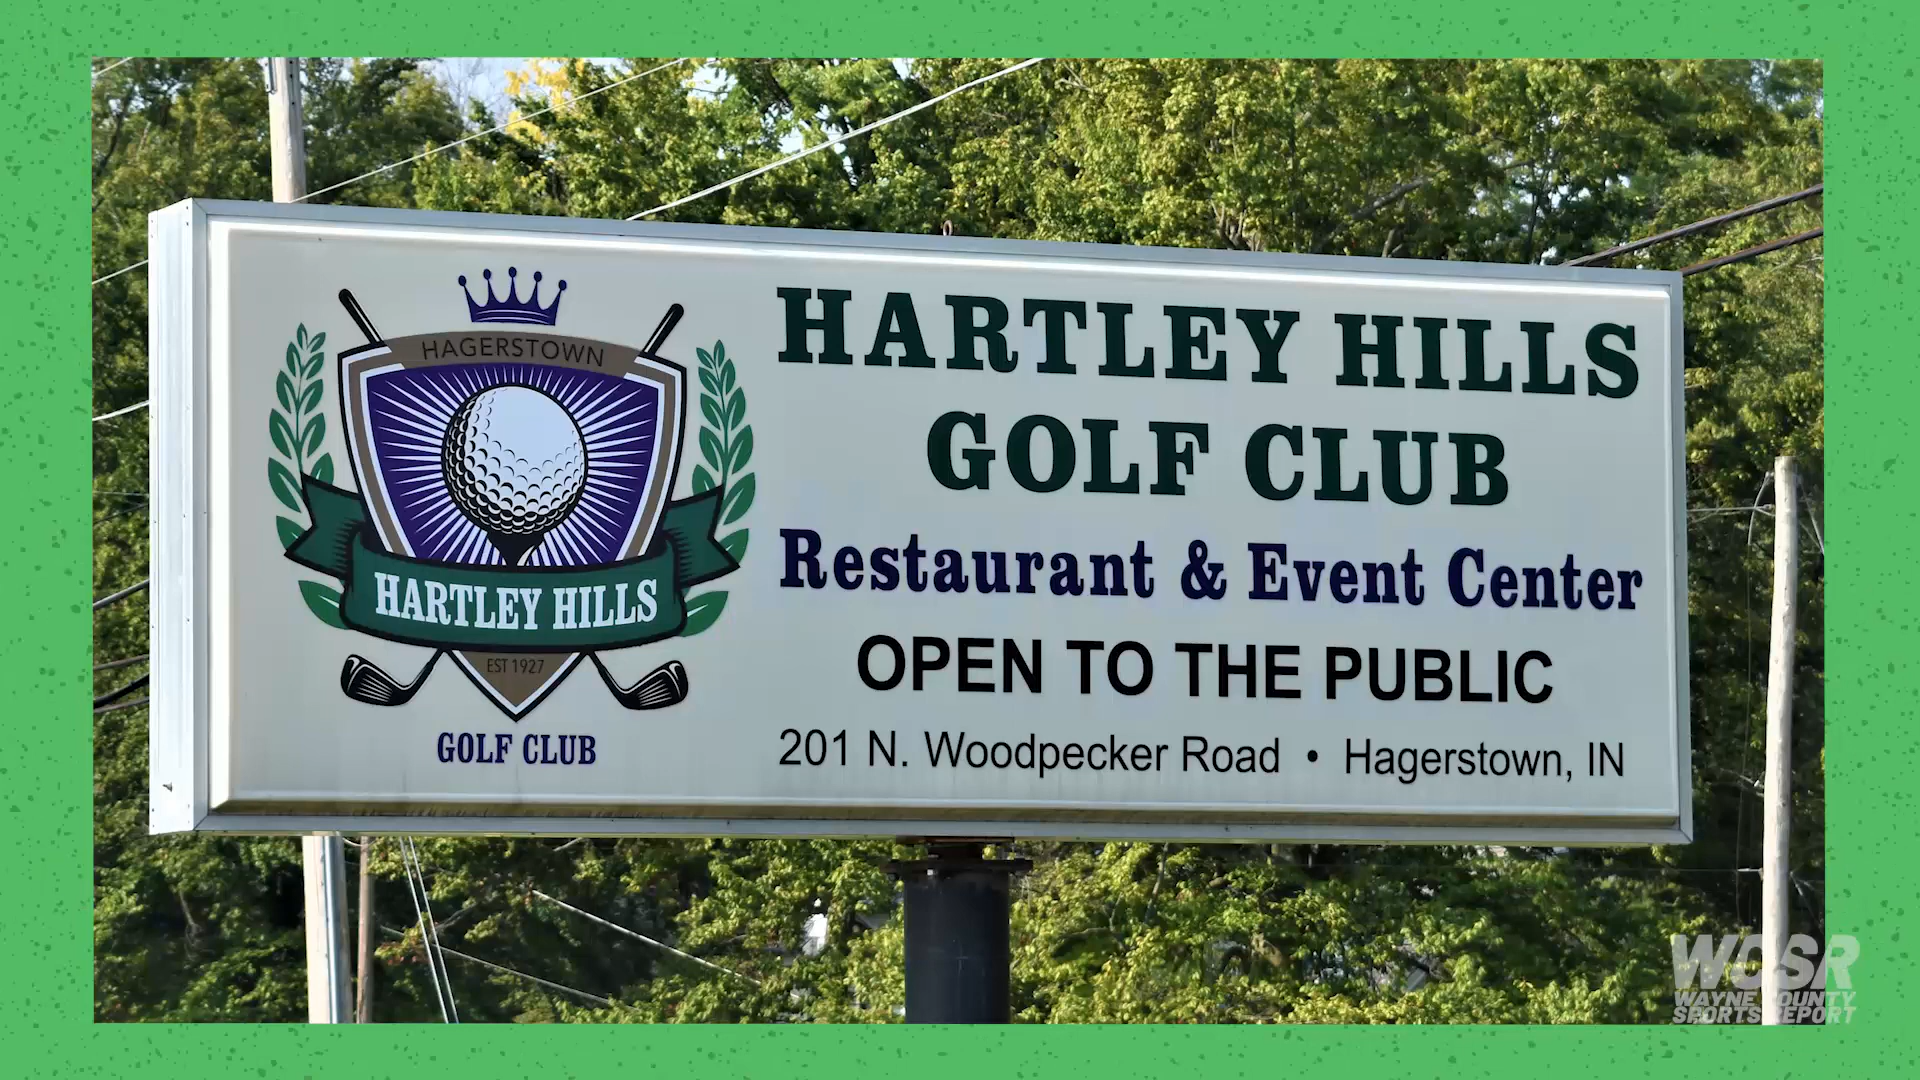 HAGERSTOWN
HARTLEY HILLS
EST 1927
GOLF CLUB
HARTLEY HILLS
GOLF CLUB
Restaurant & Event Center
OPEN TO THE PUBLIC
201 N. Woodpecker Road • Hagerstown, IN
WCSR
WAYNE COUNTY
SPORTS REPORT